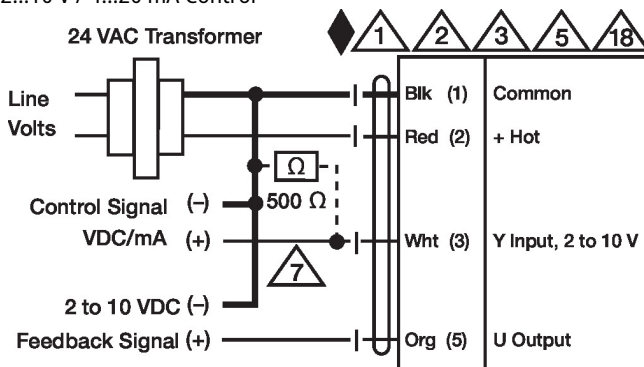 2...10 V / 4...20 mA Control
24 VAC Transformer
1 2 3 5 18
Line
Volts
Blk (1) Common
Red (2) + Hot
Ω
500 Ω
Control Signal (-)
VDC/mA (+)
Wht (3) Y Input, 2 to 10 V
7
2 to 10 VDC (-)
Feedback Signal (+)
Org (5) U Output